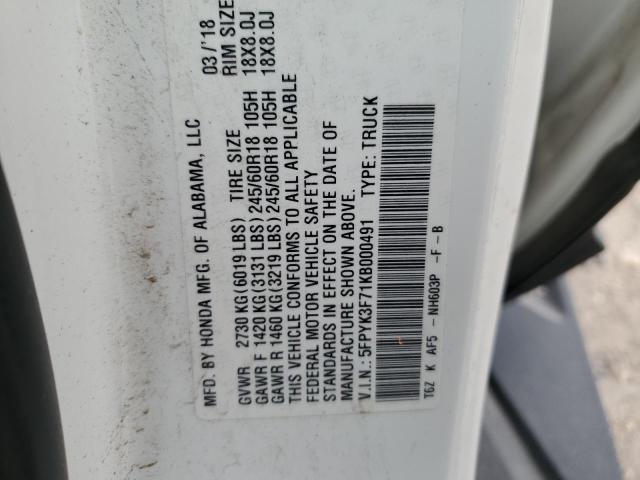 MFD. BY HONDA MFG. OF ALABAMA, LLC 03/'18
GVWR 2730 KG (6019 LBS) TIRE SIZE RIM SIZE
GAWR F 1420 KG (3131 LBS) 245/60R18 105H 18X8.0J
GAWR R 1460 KG (3219 LBS) 245/60R18 105H 18X8.0J
THIS VEHICLE CONFORMS TO ALL APPLICABLE
FEDERAL MOTOR VEHICLE SAFETY
STANDARDS IN EFFECT ON THE DATE OF
MANUFACTURE SHOWN ABOVE.
V.I.N.: 5FPYK3F71KB000491 TYPE: TRUCK
T6Z K AF5 -NH603P -F-B